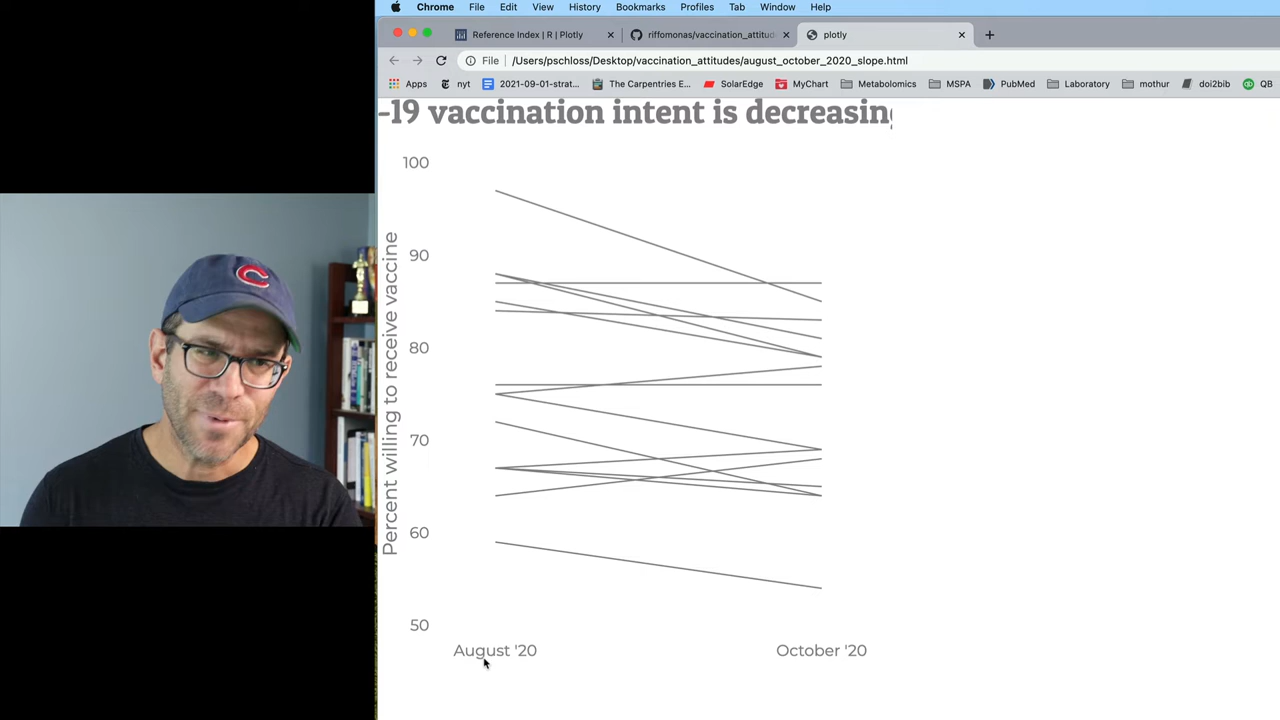 Chrome File Edit View History Bookmarks Profiles Tab Window Help
Reference Index | R | Plotly riffomonas/vaccination_attitud plotly
File /Users/pschloss/Desktop/vaccination_attitudes/august_october_2020_slope.html
Apps nyt 2021-09-01-strat... The Carpentries E... SolarEdge MyChart Metabolomics MSPA PubMed Laboratory mothur doi2bib QB
-19 vaccination intent is decreasing
100
90
80
70
60
50
Percent willing to receive vaccine
August '20 October '20
C